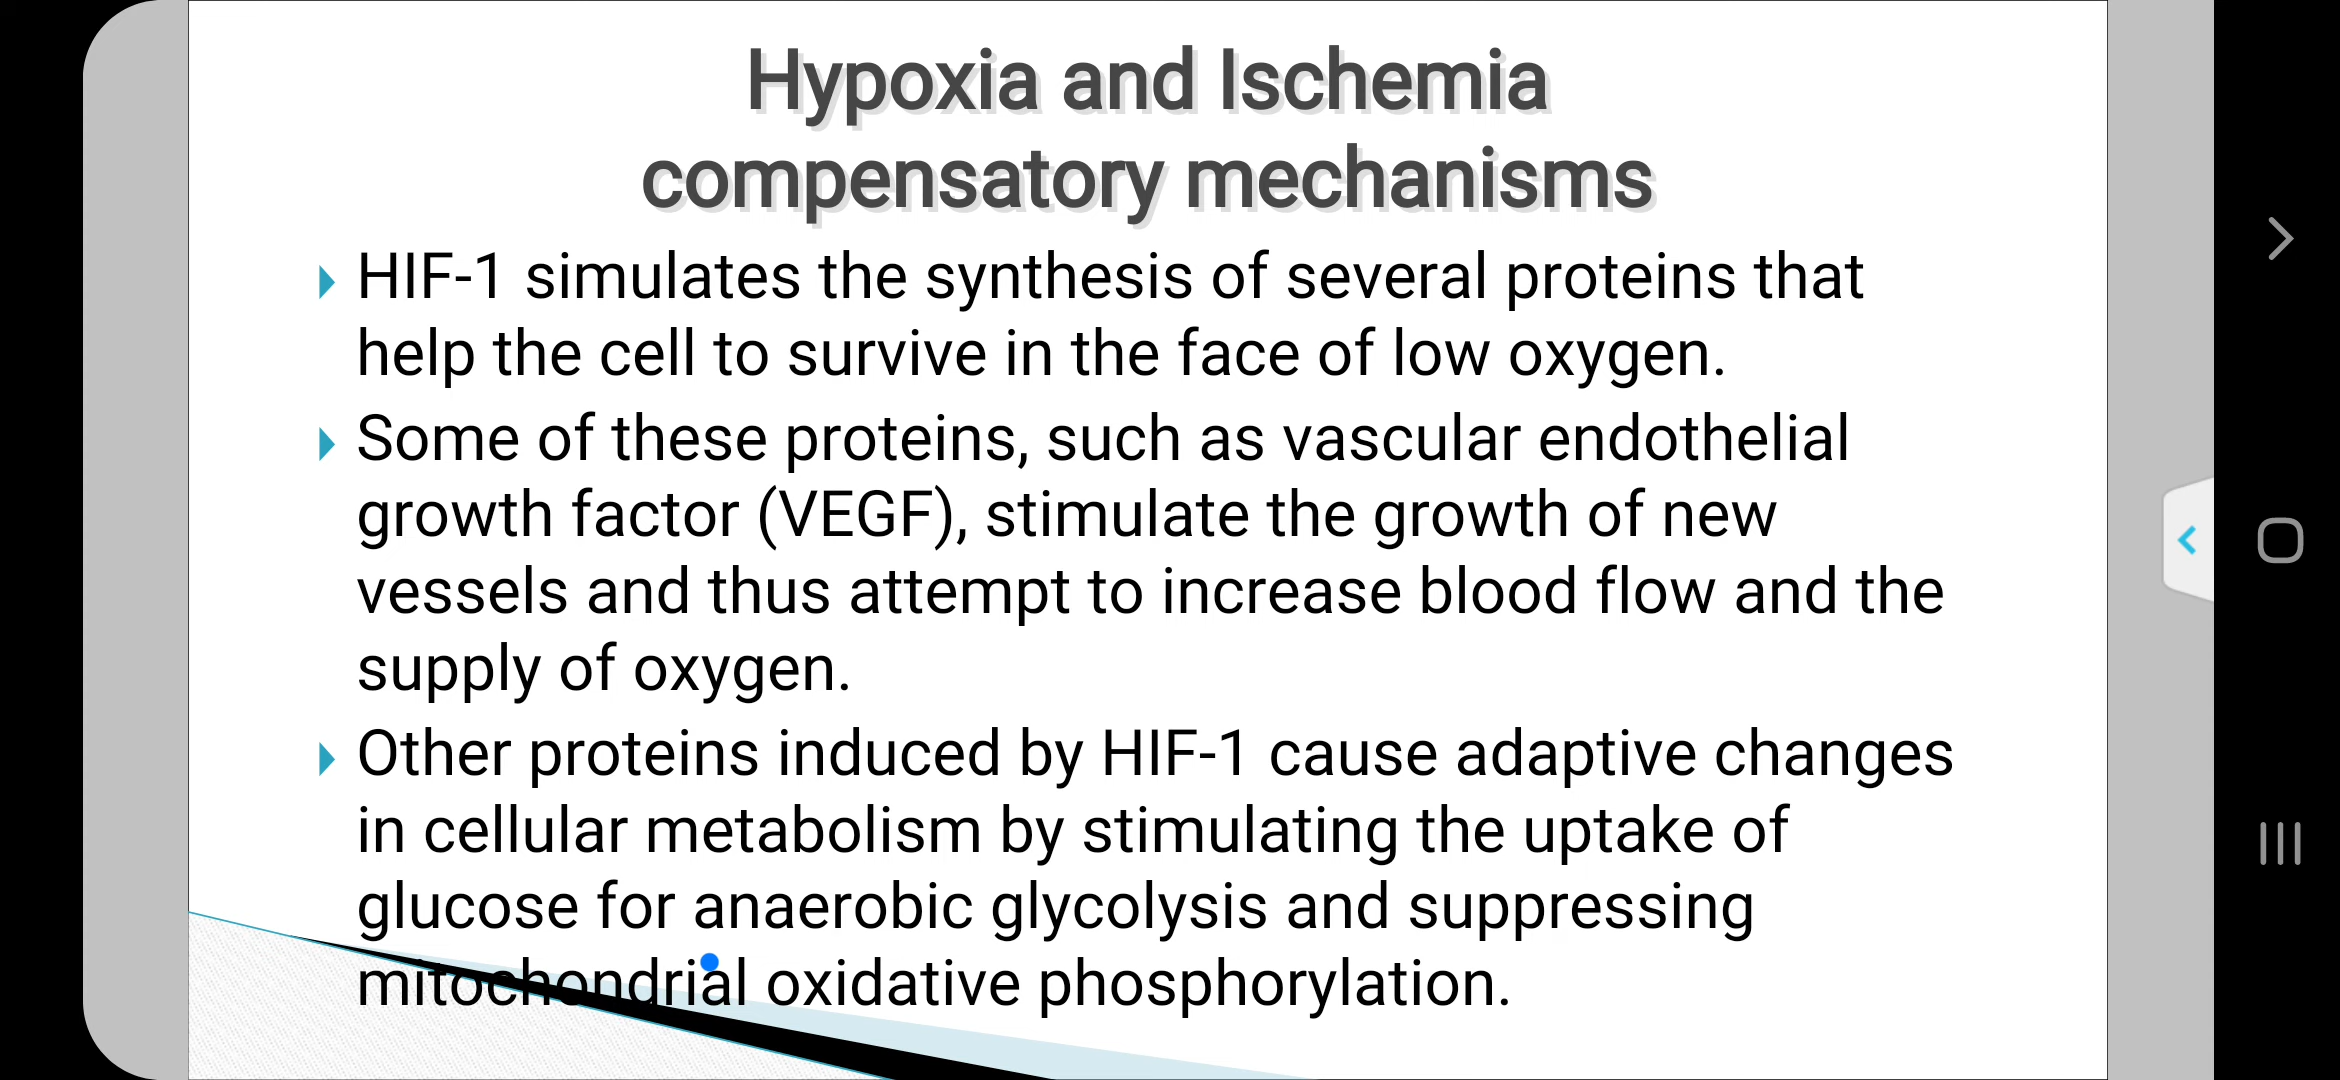 Hypoxia and Ischemia
compensatory mechanisms
HIF-1 simulates the synthesis of several proteins that
help the cell to survive in the face of low oxygen.
Some of these proteins, such as vascular endothelial
growth factor (VEGF), stimulate the growth of new
vessels and thus attempt to increase blood flow and the
supply of oxygen.
Other proteins induced by HIF-1 cause adaptive changes
in cellular metabolism by stimulating the uptake of
glucose for anaerobic glycolysis and suppressing
mitochondrial oxidative phosphorylation.